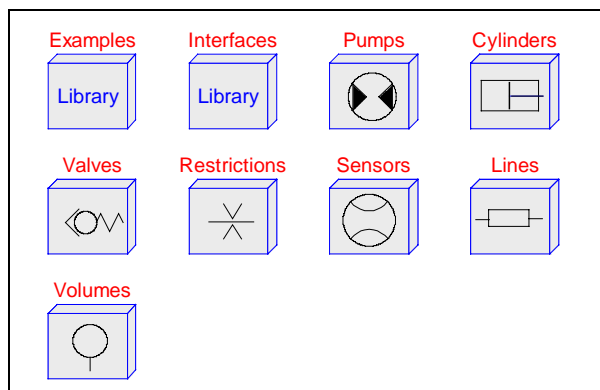 Examples Interfaces Pumps Cylinders
Library Library
Valves Restrictions Sensors Lines
Volumes